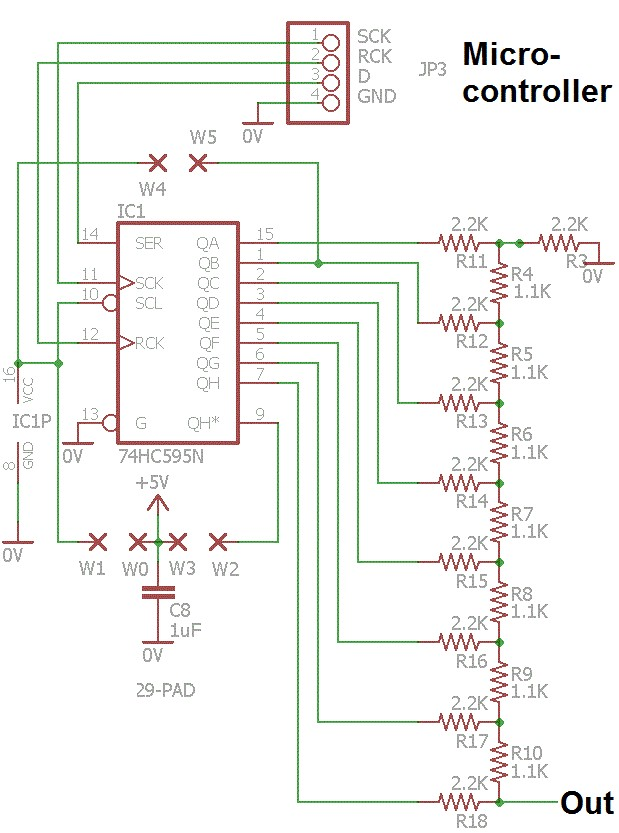 1 SCK
2 RCK
3 D
4 GND
JP3
Micro-
controller
0V
W5
W4
IC1
14 SER
11 SCK
10 SCL
12 RCK
13 G
QA 15
QB 1
QC 2
QD 3
QE 4
QF 5
QG 6
QH 7
QH* 9
74HC595N
0V
16 VCC
IC1P
8 GND
0V
+5V
W1 W0 W3 W2
C8
1uF
0V
29-PAD
2.2K
R11
2.2K
R3
0V
R4
1.1K
2.2K
R12
R5
1.1K
2.2K
R13
R6
1.1K
2.2K
R14
R7
1.1K
2.2K
R15
R8
1.1K
2.2K
R16
R9
1.1K
2.2K
R17
R10
1.1K
2.2K
R18
Out